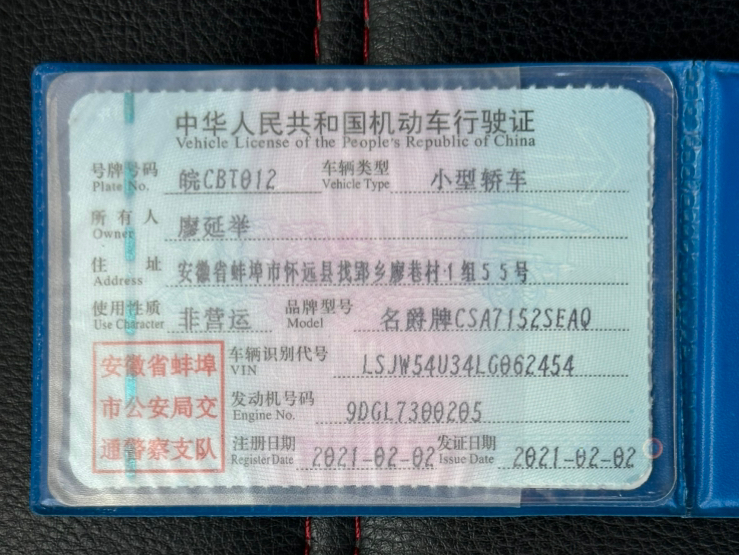 中华人民共和国机动车行驶证
Vehicle License of the People's Republic of China
号牌号码 皖CBT012 车辆类型 小型轿车
Plate No. Vehicle Type
所有人 廖延举
Owner
住址 安徽省蚌埠市怀远县找郢乡廖巷村1组55号
Address
使用性质 非营运 品牌型号 名爵牌CSA7152SEAQ
Use Character Model
车辆识别代号 LSJW54U34LG062454
VIN
发动机号码 9DGL7300205
Engine No.
注册日期 2021-02-02 发证日期 2021-02-02
Register Date Issue Date
安徽省蚌埠
市公安局交
通警察支队